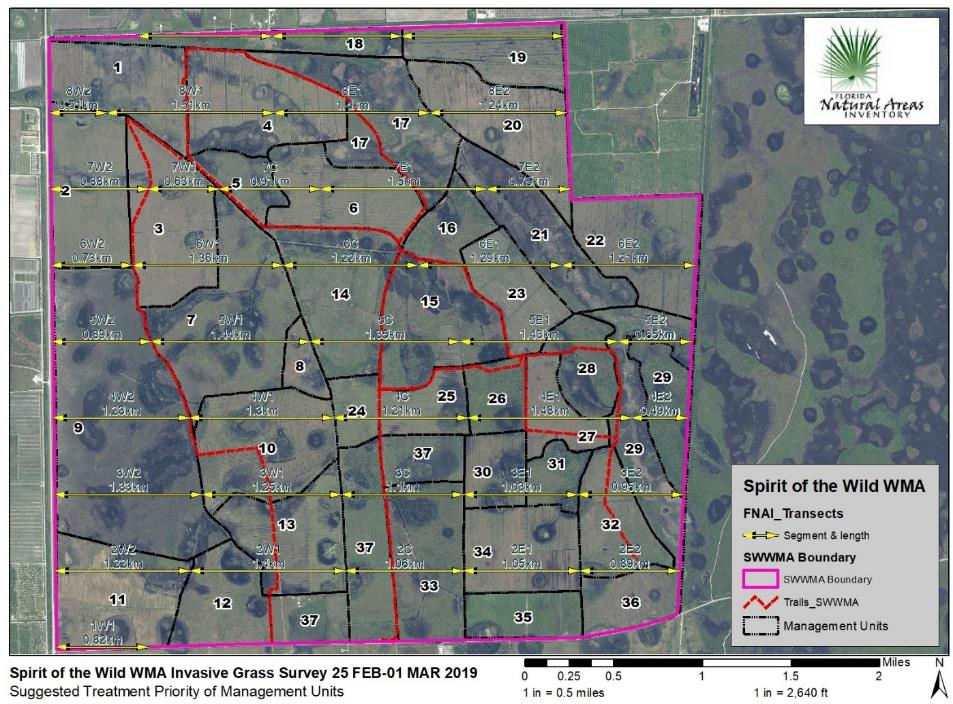 18
19
1
8W2
8W1
8E1
8E2
0.51km
1.51km
1.24km
4
17
20
17
7W2
7W1
7C
7E1
7E2
0.88km
0.63km
0.91km
2
5
6
3
16
21
22
6W2
6W1
6C
6E1
6E2
0.73km
1.36km
1.22km
1.29km
1.21km
14
15
23
7
5W2
5W1
5C
5E1
5E2
0.89km
1.44km
1.35km
1.48km
0.65km
8
28
29
4W2
4W1
24
4C
25
26
4E1
4E2
1.23km
1.3km
1.21km
1.48km
0.49km
9
10
27
29
37
30
31
3W2
3W1
3C
3E1
3E2
1.33km
1.25km
1.1km
1.03km
0.95km
13
32
2W2
2W1
37
2C
34
2E1
2E2
1.22km
1.4km
1.06km
1.05km
0.89km
11
12
33
36
37
35
1W1
0.82km
FLORIDA
Natural Areas
INVENTORY
Spirit of the Wild WMA
FNAI_Transects
Segment & length
SWWMA Boundary
SWWMA Boundary
Trails_SWWMA
Management Units
Spirit of the Wild WMA Invasive Grass Survey 25 FEB-01 MAR 2019
Suggested Treatment Priority of Management Units
Miles
0 0.25 0.5 1 1.5 2
1 in = 0.5 miles 1 in = 2,640 ft
N